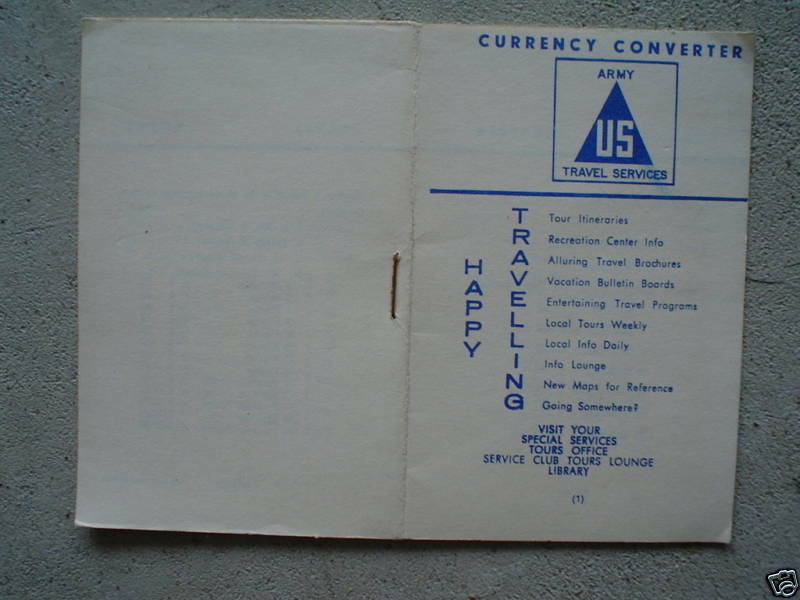 CURRENCY CONVERTER
ARMY
US
TRAVEL SERVICES
HAPPY
TRAVELLING
Tour Itineraries
Recreation Center Info
Alluring Travel Brochures
Vacation Bulletin Boards
Entertaining Travel Programs
Local Tours Weekly
Local Info Daily
Info Lounge
New Maps for Reference
Going Somewhere?
VISIT YOUR
SPECIAL SERVICES
TOURS OFFICE
SERVICE CLUB TOURS LOUNGE
LIBRARY
(1)